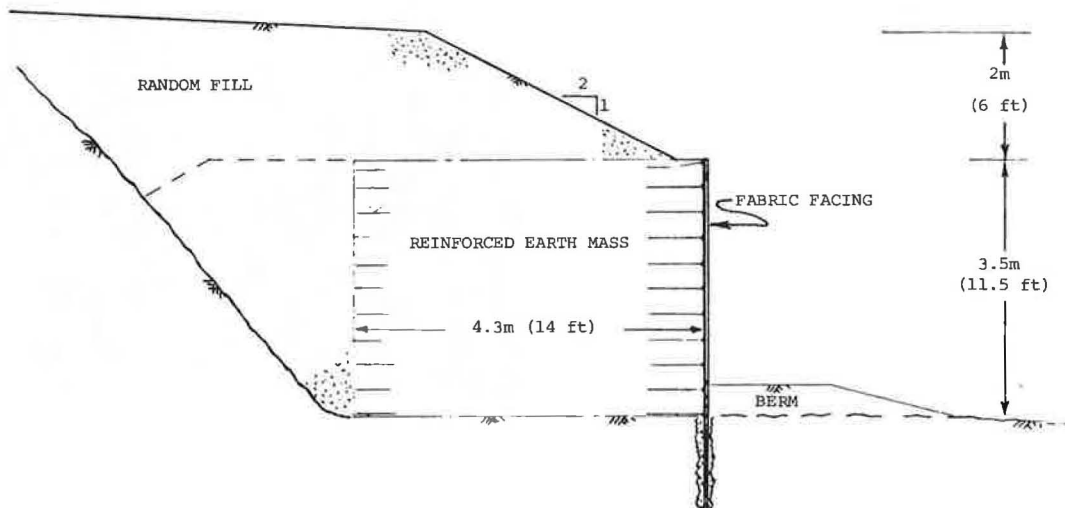 RANDOM FILL
2
1
2m
(6 ft)
FABRIC FACING
REINFORCED EARTH MASS
3.5m
(11.5 ft)
4.3m (14 ft)
BERM